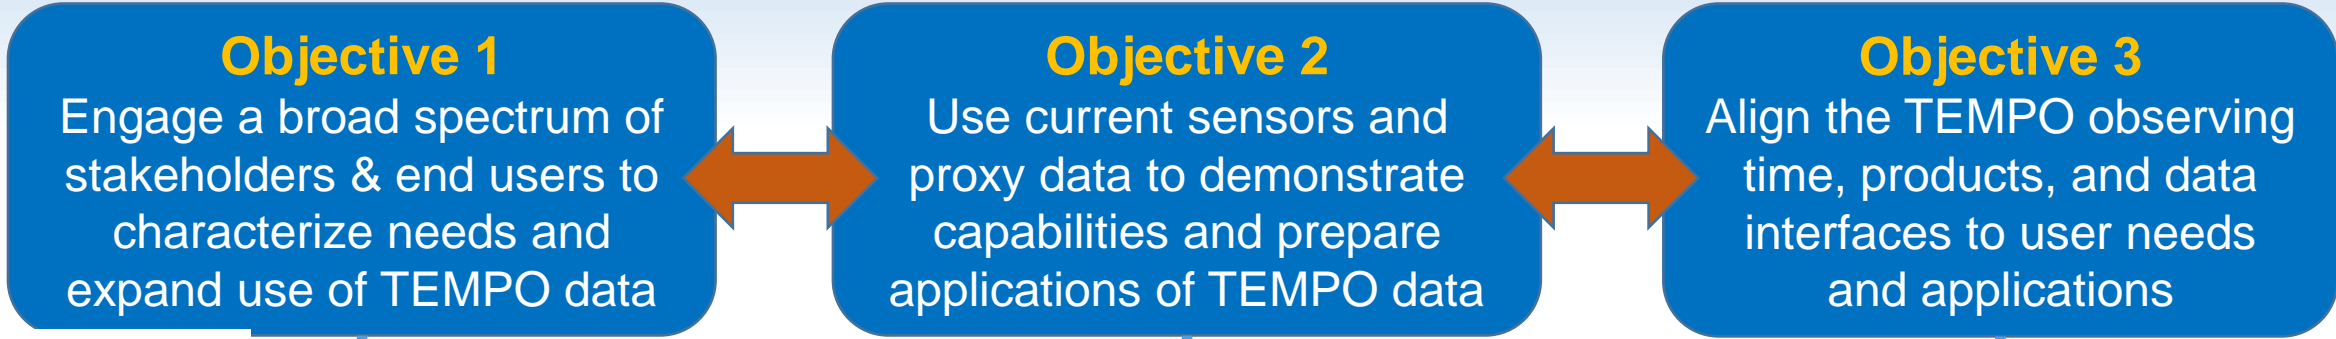 Objective 1
Engage a broad spectrum of
stakeholders & end users to
characterize needs and
expand use of TEMPO data
Objective 2
Use current sensors and
proxy data to demonstrate
capabilities and prepare
applications of TEMPO data
Objective 3
Align the TEMPO observing
time, products, and data
interfaces to user needs
and applications